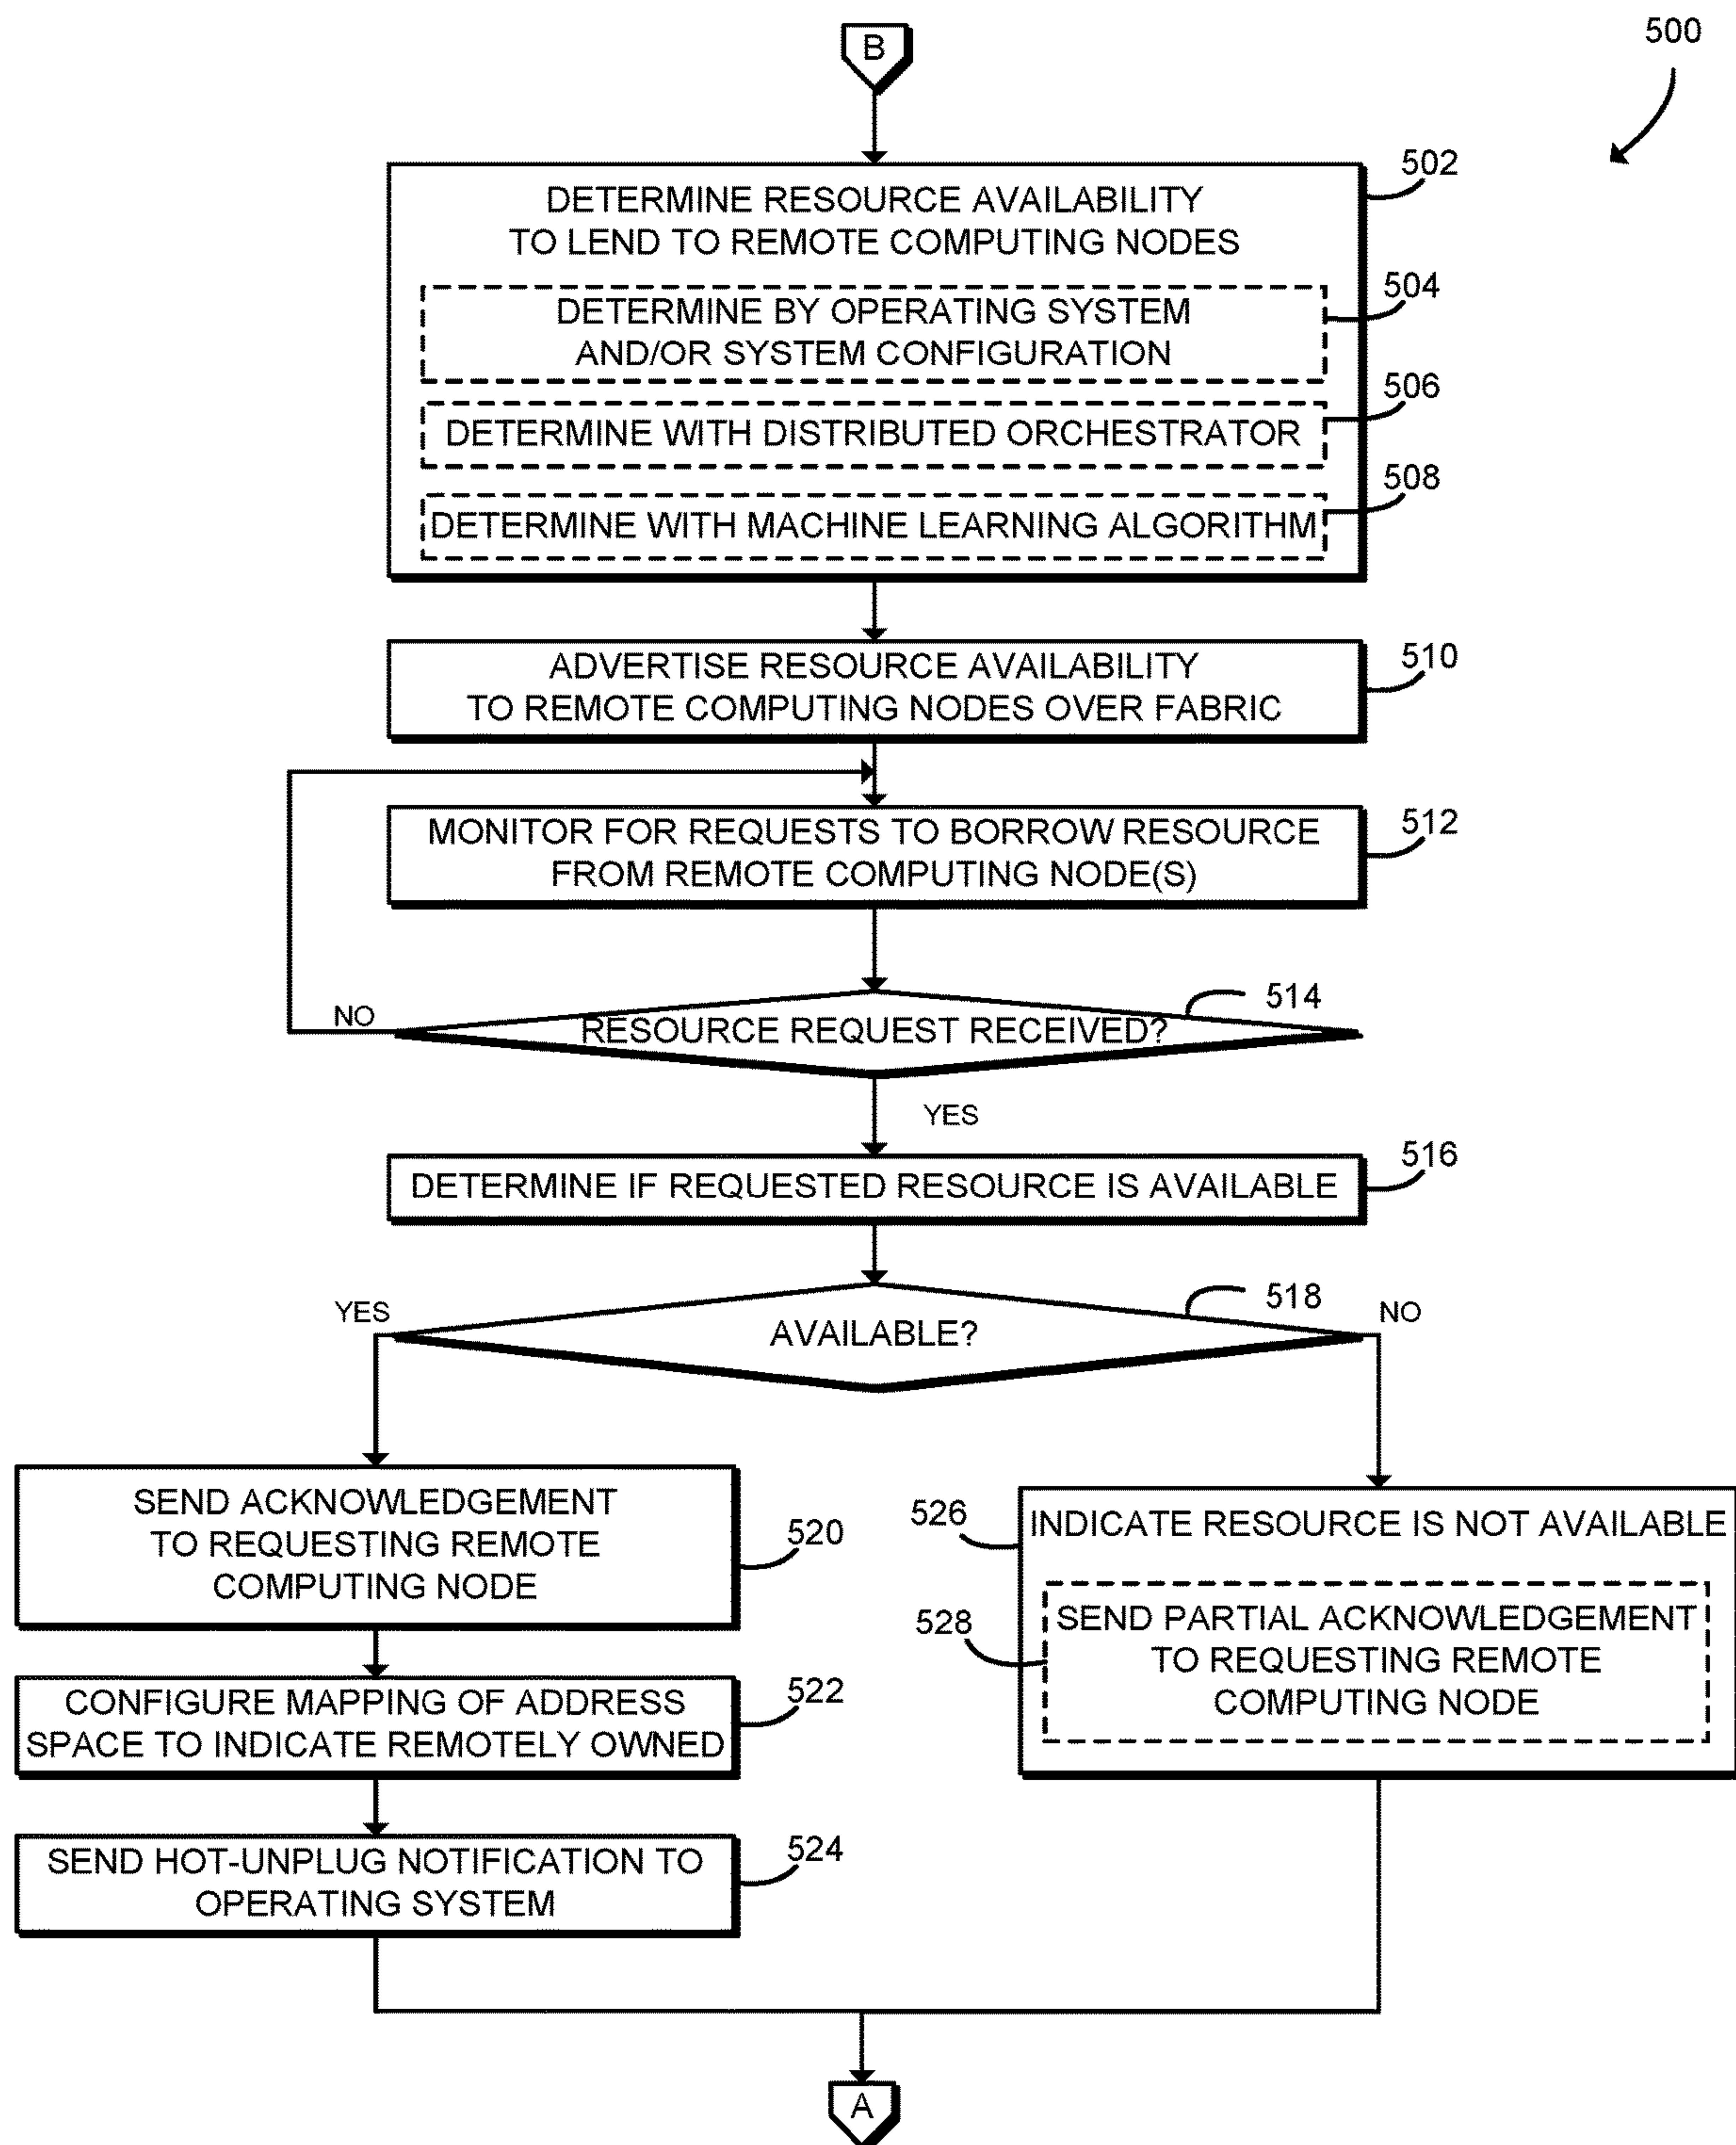 B
500
DETERMINE RESOURCE AVAILABILITY
TO LEND TO REMOTE COMPUTING NODES
502
DETERMINE BY OPERATING SYSTEM
AND/OR SYSTEM CONFIGURATION
504
DETERMINE WITH DISTRIBUTED ORCHESTRATOR
506
DETERMINE WITH MACHINE LEARNING ALGORITHM
508
ADVERTISE RESOURCE AVAILABILITY
TO REMOTE COMPUTING NODES OVER FABRIC
510
MONITOR FOR REQUESTS TO BORROW RESOURCE
FROM REMOTE COMPUTING NODE(S)
512
NO
RESOURCE REQUEST RECEIVED?
514
YES
DETERMINE IF REQUESTED RESOURCE IS AVAILABLE
516
YES
AVAILABLE?
518
NO
SEND ACKNOWLEDGEMENT
TO REQUESTING REMOTE
COMPUTING NODE
520
CONFIGURE MAPPING OF ADDRESS
SPACE TO INDICATE REMOTELY OWNED
522
SEND HOT-UNPLUG NOTIFICATION TO
OPERATING SYSTEM
524
526
INDICATE RESOURCE IS NOT AVAILABLE
528
SEND PARTIAL ACKNOWLEDGEMENT
TO REQUESTING REMOTE
COMPUTING NODE
A